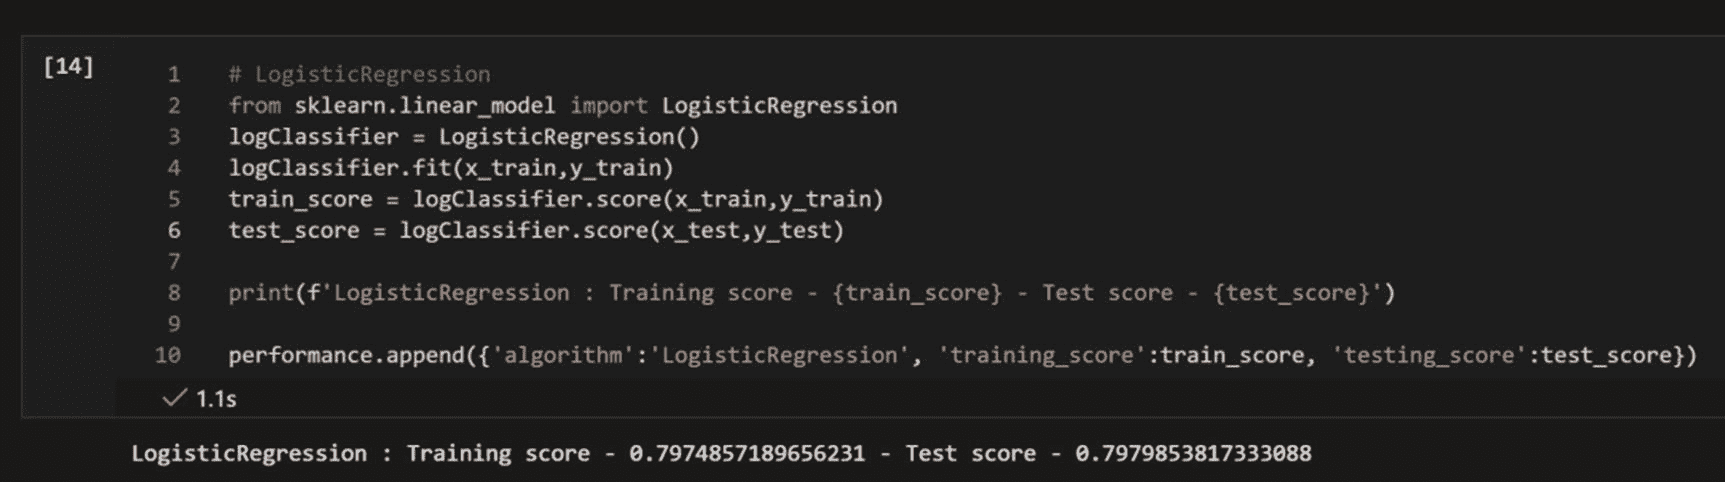 [14]
1 # LogisticRegression
2 from sklearn.linear_model import LogisticRegression
3 logClassifier = LogisticRegression()
4 logClassifier.fit(x_train,y_train)
5 train_score = logClassifier.score(x_train,y_train)
6 test_score = logClassifier.score(x_test,y_test)
7
8 print(f'LogisticRegression : Training score - {train_score} - Test score - {test_score}')
9
10 performance.append({'algorithm':'LogisticRegression', 'training_score':train_score, 'testing_score':test_score})
✓ 1.1s
LogisticRegression : Training score - 0.7974857189656231 - Test score - 0.7979853817333088